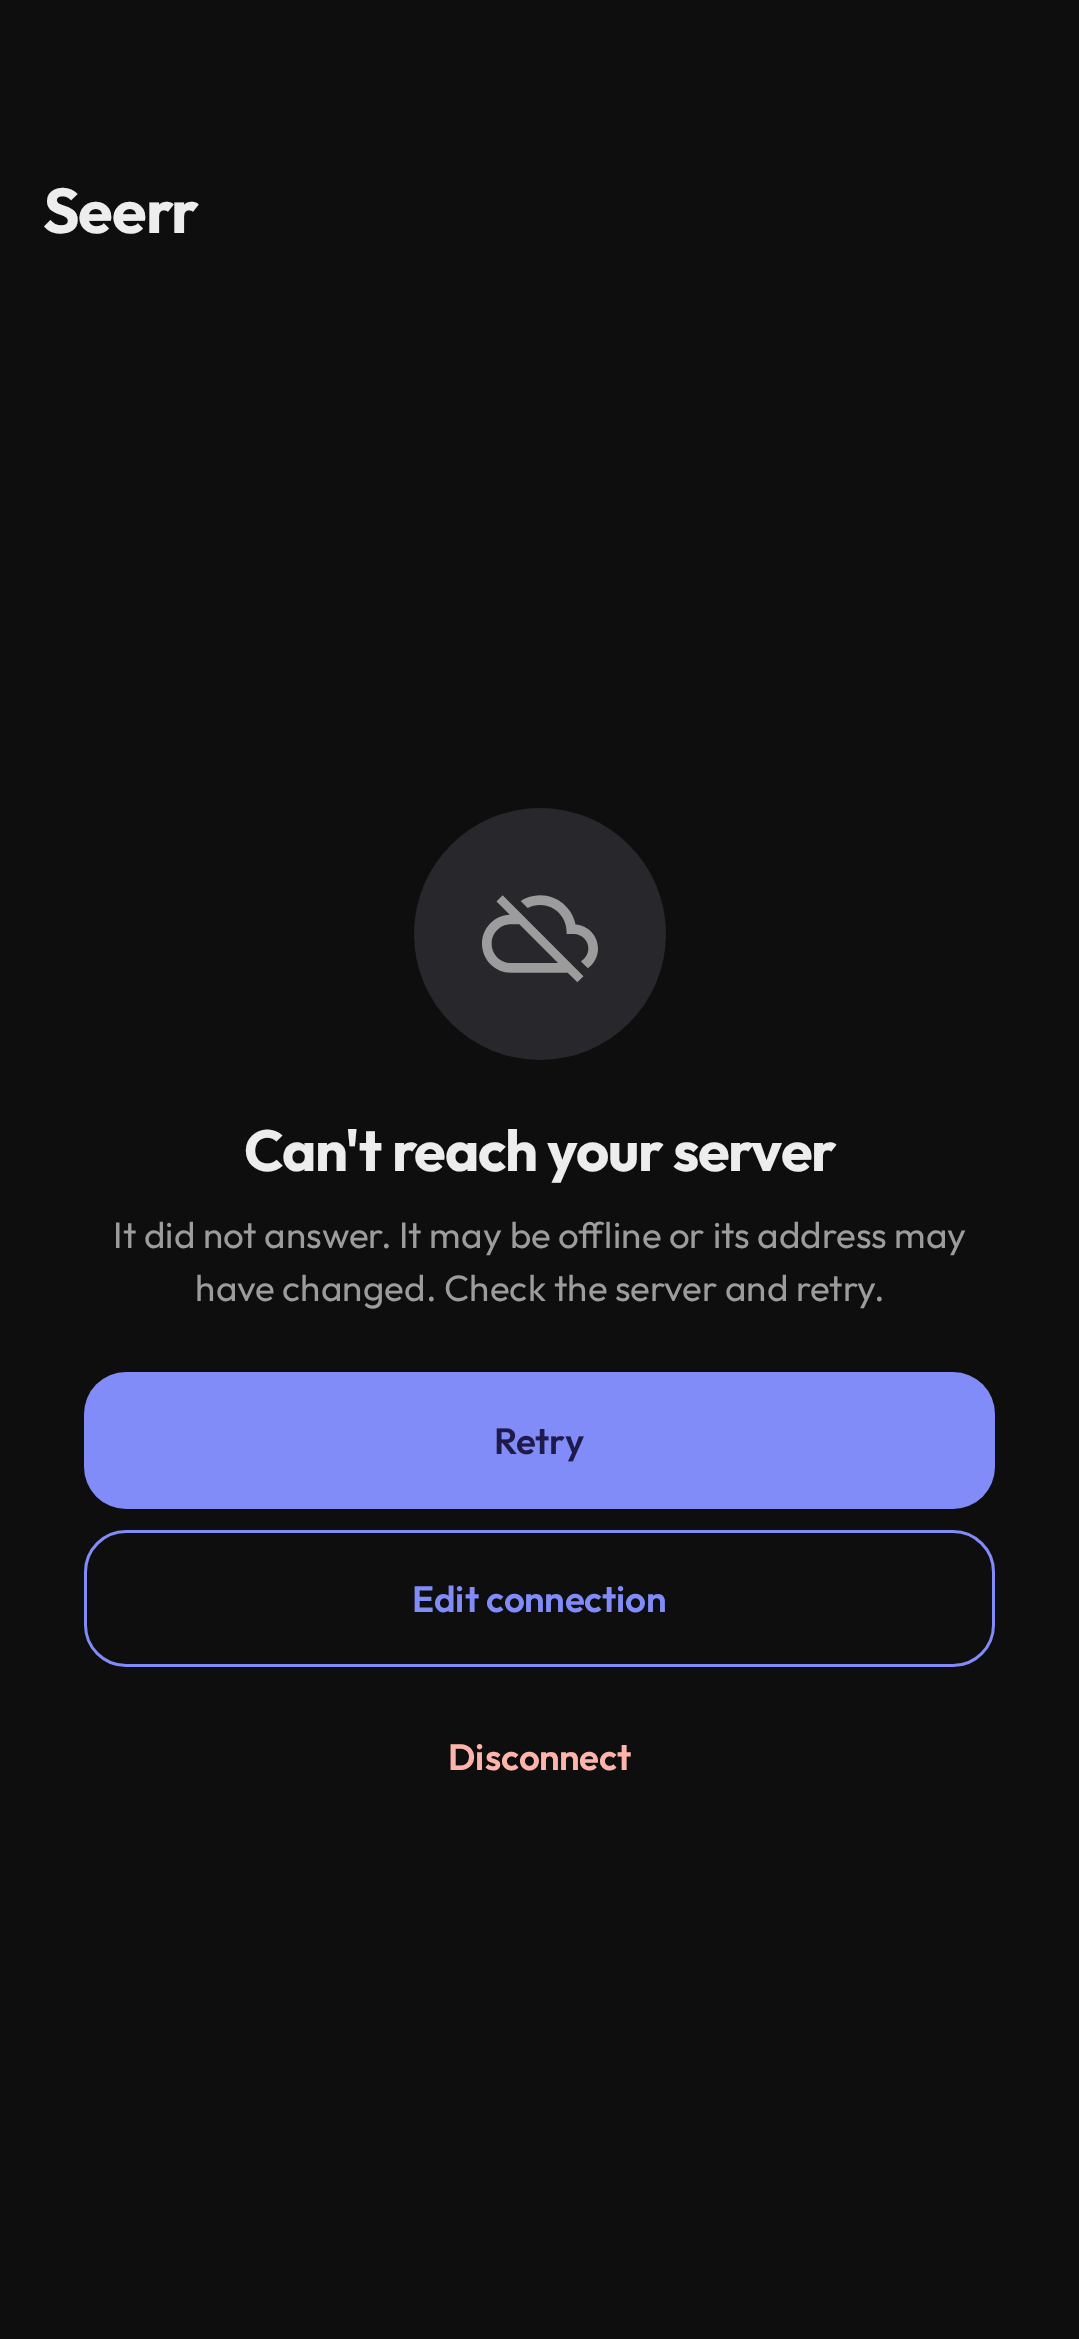 Seerr
Can't reach your server
It did not answer. It may be offline or its address may
have changed. Check the server and retry.
Retry
Edit connection
Disconnect